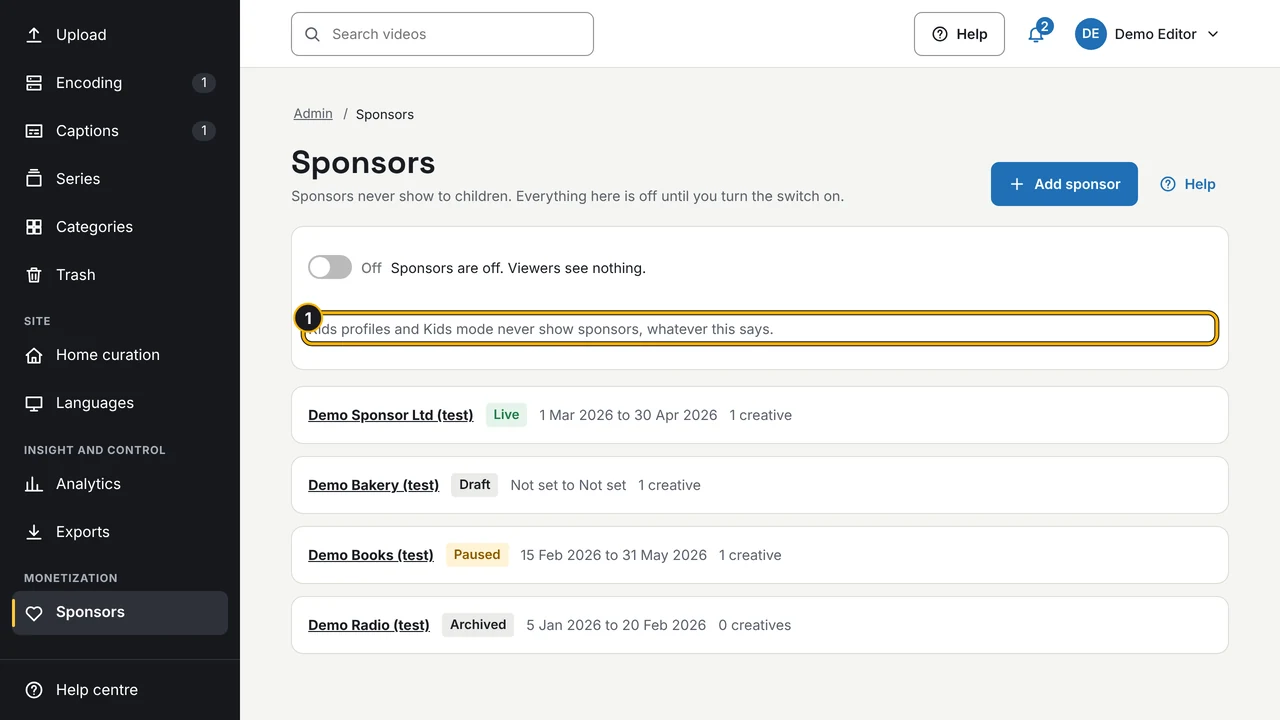 Upload
Encoding 1
Captions 1
Series
Categories
Trash
SITE
Home curation
Languages
INSIGHT AND CONTROL
Analytics
Exports
MONETIZATION
Sponsors
Help centre
Search videos
Help
2
DE Demo Editor
Admin / Sponsors
Sponsors
Sponsors never show to children. Everything here is off until you turn the switch on.
Add sponsor
Help
Off Sponsors are off. Viewers see nothing.
1
Kids profiles and Kids mode never show sponsors, whatever this says.
Demo Sponsor Ltd (test) Live 1 Mar 2026 to 30 Apr 2026 1 creative
Demo Bakery (test) Draft Not set to Not set 1 creative
Demo Books (test) Paused 15 Feb 2026 to 31 May 2026 1 creative
Demo Radio (test) Archived 5 Jan 2026 to 20 Feb 2026 0 creatives